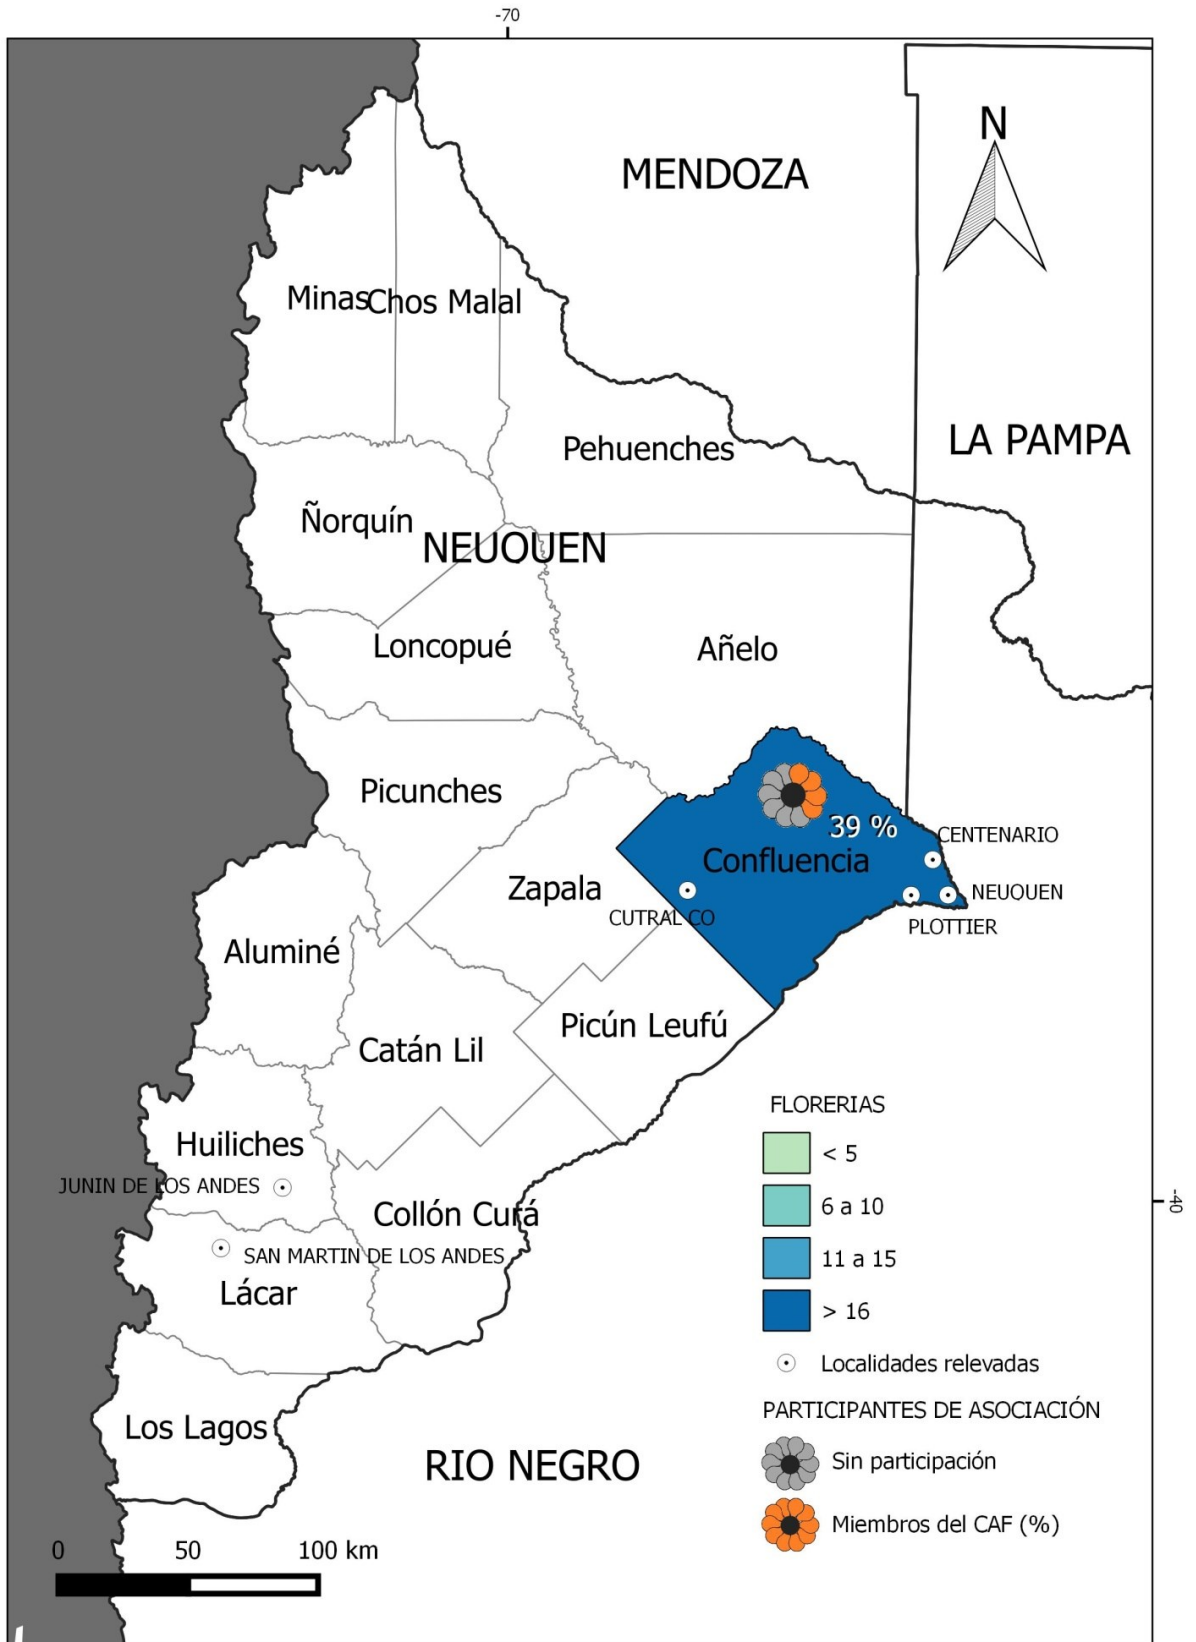 -70
N
MENDOZA
Minas
Chos Malal
LA PAMPA
Pehuenches
Ñorquín
NEUQUEN
Loncopué
Añelo
Picunches
39 %
CENTENARIO
Confluencia
Zapala
NEUQUEN
CUTRAL CO
PLOTTIER
Aluminé
Picún Leufú
Catán Lil
FLORERIAS
Huiliches
< 5
JUNIN DE LOS ANDES
6 a 10
-40
Collón Curá
SAN MARTIN DE LOS ANDES
11 a 15
Lácar
> 16
Localidades relevadas
PARTICIPANTES DE ASOCIACIÓN
Los Lagos
RIO NEGRO
Sin participación
Miembros del CAF (%)
0 50 100 km